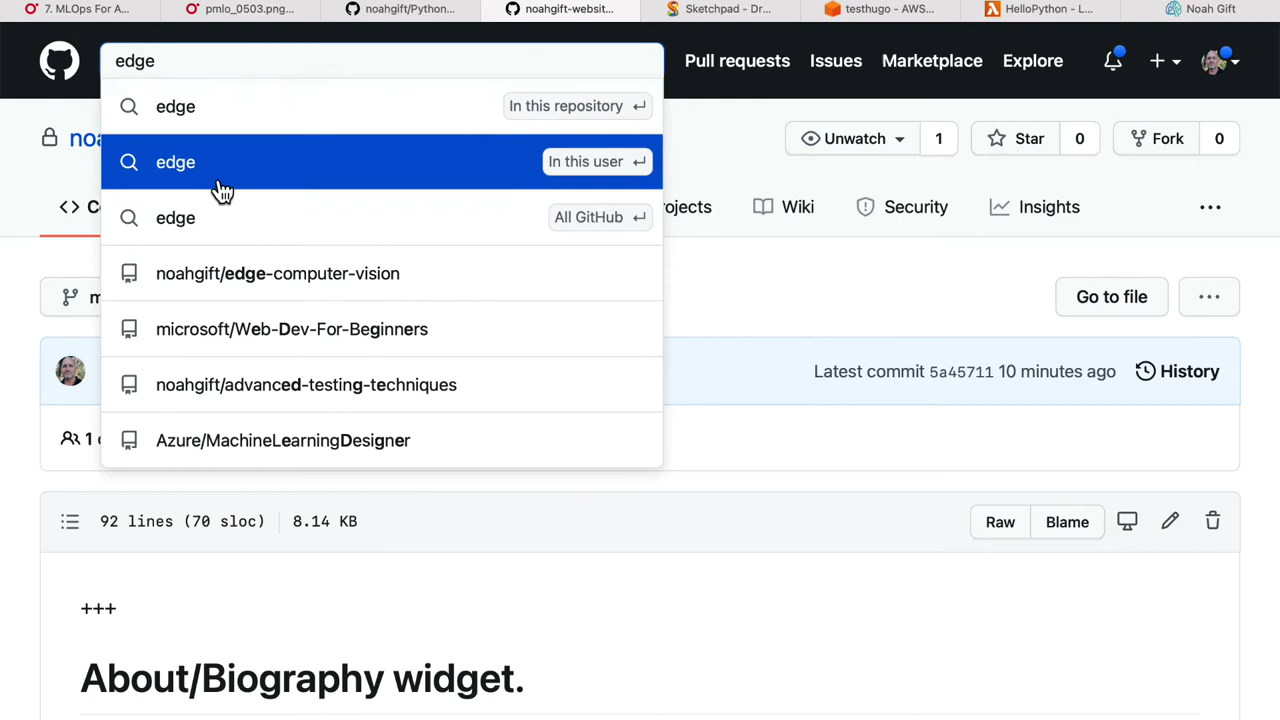 7. MLOps For A...
pmlo_0503.png...
noahgift/Python...
noahgift-websit...
Sketchpad - Dr...
testhugo - AWS...
HelloPython - L...
Noah Gift
edge
Pull requests
Issues
Marketplace
Explore
edge
In this repository
noa
edge
In this user
Unwatch
1
Star
0
Fork
0
edge
All GitHub
ojects
Wiki
Security
Insights
noahgift/edge-computer-vision
Go to file
microsoft/Web-Dev-For-Beginners
noahgift/advanced-testing-techniques
Latest commit 5a45711 10 minutes ago
History
1
Azure/MachineLearningDesigner
92 lines (70 sloc)
8.14 KB
Raw
Blame
+++
About/Biography widget.